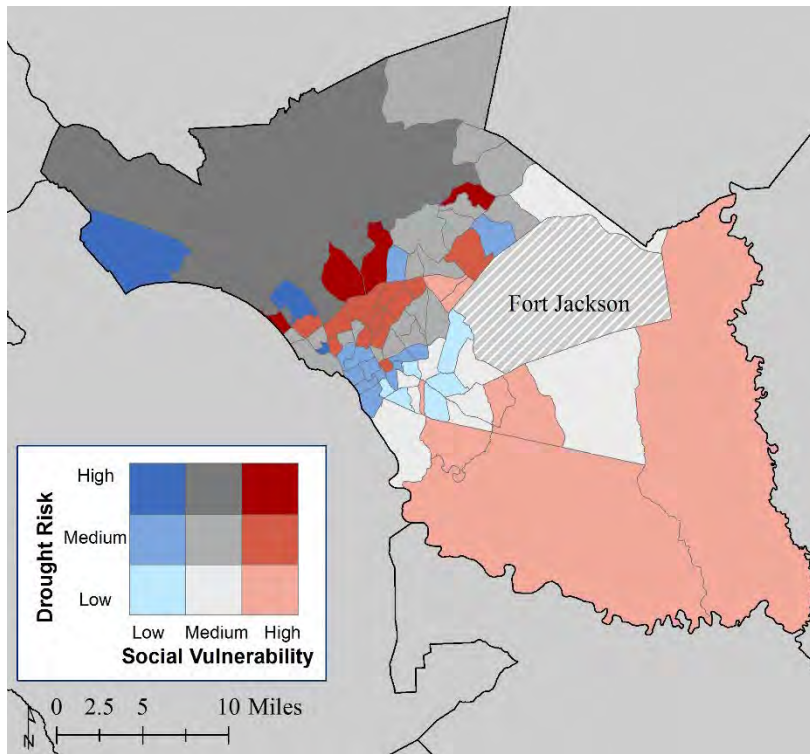 Fort Jackson
High
Medium
Low
Drought Risk
Low Medium High
Social Vulnerability
N
0 2.5 5 10 Miles